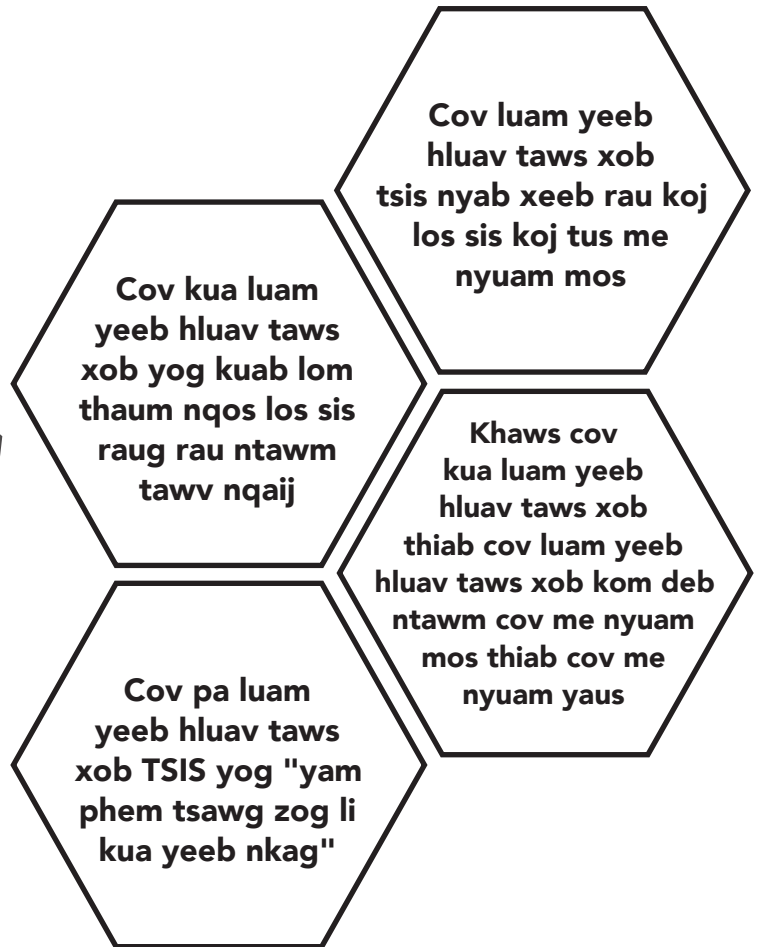 Cov luam yeeb
hluav taws xob
tsis nyab xeeb rau koj
los sis koj tus me
nyuam mos
Cov kua luam
yeeb hluav taws
xob yog kuab lom
thaum nqos los sis
raug rau ntawm
tawv nqaij
Khaws cov
kua luam yeeb
hluav taws xob
thiab cov luam yeeb
hluav taws xob kom deb
ntawm cov me nyuam
mos thiab cov me
nyuam yaus
Cov pa luam
yeeb hluav taws
xob TSIS yog "yam
phem tsawg zog li
kua yeeb nkag"